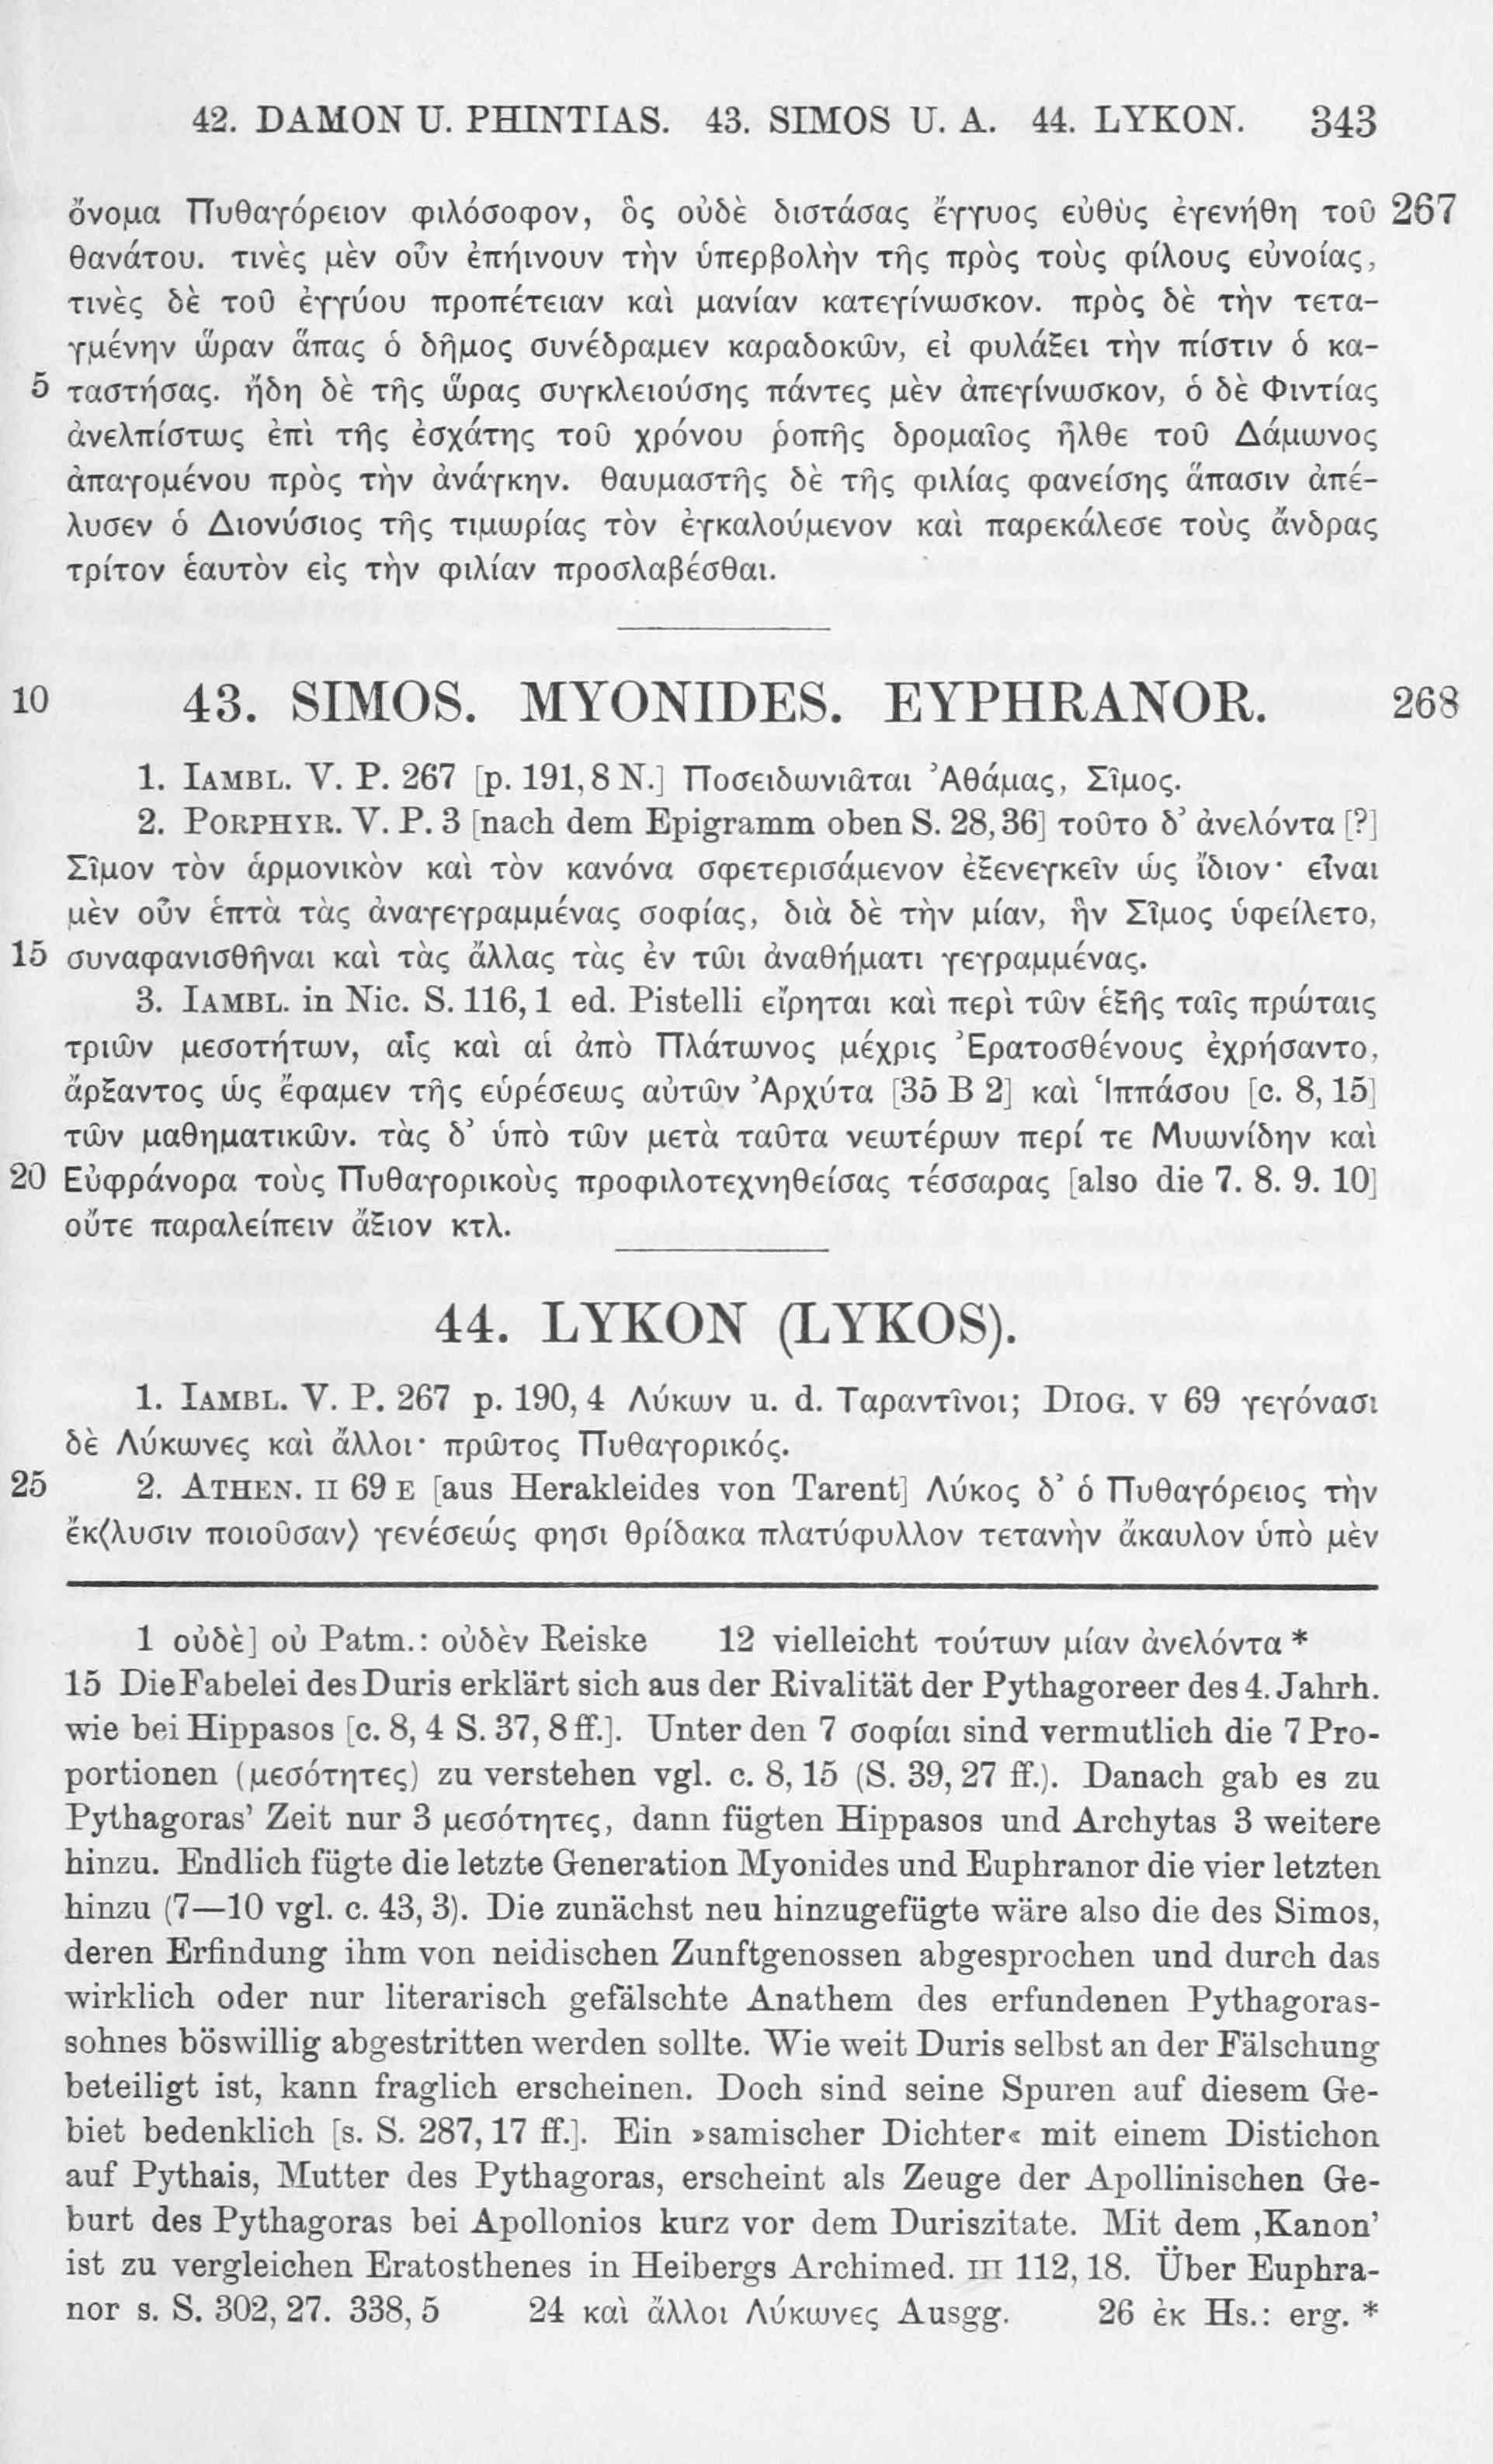 42. DAMON U. PHINTIAS. 43. SIMOS U. A. 44. LYKON. 343
ὄνομα Πυθαγόρειον φιλόσοφον, ὃς οὐδὲ διστάσας ἔγγυος εὐθὺς ἐγενήθη τοῦ 267
θανάτου. τινὲς μὲν οὖν ἐπήινουν τὴν ὑπερβολὴν τῆς πρὸς τοὺς φίλους εὐνοίας,
τινὲς δὲ τοῦ ἐγγύου προπέτειαν καὶ μανίαν κατεγίνωσκον. πρὸς δὲ τὴν τετα-
γμένην ὥραν ἅπας ὁ δῆμος συνέδραμεν καραδοκῶν, εἰ φυλάξει τὴν πίστιν ὁ κα-
5 ταστήσας. ἤδη δὲ τῆς ὥρας συγκλειούσης πάντες μὲν ἀπεγίνωσκον, ὁ δὲ Φιντίας
ἀνελπίστως ἐπὶ τῆς ἐσχάτης τοῦ χρόνου ῥοπῆς δρομαῖος ἦλθε τοῦ Δάμωνος
ἀπαγομένου πρὸς τὴν ἀνάγκην. θαυμαστῆς δὲ τῆς φιλίας φανείσης ἅπασιν ἀπέ-
λυσεν ὁ Διονύσιος τῆς τιμωρίας τὸν ἐγκαλούμενον καὶ παρεκάλεσε τοὺς ἄνδρας
τρίτον ἑαυτὸν εἰς τὴν φιλίαν προσλαβέσθαι.
10 43. SIMOS. MYONIDES. EYPHRANOR. 268
1. IAMBL. V. P. 267 [p. 191, 8 N.] Ποσειδωνιᾶται Ἀθάμας, Σῖμος.
2. PORPHYR. V. P. 3 [nach dem Epigramm oben S. 28, 36] τοῦτο δ’ ἀνελόντα [?]
Σῖμον τὸν ἁρμονικὸν καὶ τὸν κανόνα σφετερισάμενον ἐξενεγκεῖν ὡς ἴδιον· εἶναι
μὲν οὖν ἑπτὰ τὰς ἀναγεγραμμένας σοφίας, διὰ δὲ τὴν μίαν, ἣν Σῖμος ὑφείλετο,
15 συναφανισθῆναι καὶ τὰς ἄλλας τὰς ἐν τῶι ἀναθήματι γεγραμμένας.
3. IAMBL. in Nic. S. 116, 1 ed. Pistelli εἴρηται καὶ περὶ τῶν ἑξῆς ταῖς πρώταις
τριῶν μεσοτήτων, αἷς καὶ αἱ ἀπὸ Πλάτωνος μέχρις Ἐρατοσθένους ἐχρήσαντο,
ἄρξαντος ὡς ἔφαμεν τῆς εὑρέσεως αὐτῶν Ἀρχύτα [35 B 2] καὶ Ἱππάσου [c. 8, 15]
τῶν μαθηματικῶν. τὰς δ’ ὑπὸ τῶν μετὰ ταῦτα νεωτέρων περί τε Μυωνίδην καὶ
20 Εὐφράνορα τοὺς Πυθαγορικοὺς προφιλοτεχνηθείσας τέσσαρας [also die 7. 8. 9. 10]
οὔτε παραλείπειν ἄξιον κτλ.
44. LYKON (LYKOS).
1. IAMBL. V. P. 267 p. 190, 4 Λύκων u. d. Ταραντῖνοι; DIOG. V 69 γεγόνασι
δὲ Λύκωνες καὶ ἄλλοι· πρῶτος Πυθαγορικός.
25 2. ATHEN. II 69 E [aus Herakleides von Tarent] Λύκος δ’ ὁ Πυθαγόρειος τὴν
ἔκ⟨λυσιν ποιοῦσαν⟩ γενέσεώς φησι θρίδακα πλατύφυλλον τετανὴν ἄκαυλον ὑπὸ μὲν
1 οὐδὲ] οὐ Patm.: οὐδὲν Reiske 12 vielleicht τούτων μίαν ἀνελόντα *
15 Die Fabelei des Duris erklärt sich aus der Rivalität der Pythagoreer des 4. Jahrh.
wie bei Hippasos [c. 8, 4 S. 37, 8 ff.]. Unter den 7 σοφίαι sind vermutlich die 7 Pro-
portionen (μεσότητες) zu verstehen vgl. c. 8, 15 (S. 39, 27 ff.). Danach gab es zu
Pythagoras’ Zeit nur 3 μεσότητες, dann fügten Hippasos und Archytas 3 weitere
hinzu. Endlich fügte die letzte Generation Myonides und Euphranor die vier letzten
hinzu (7—10 vgl. c. 43, 3). Die zunächst neu hinzugefügte wäre also die des Simos,
deren Erfindung ihm von neidischen Zunftgenossen abgesprochen und durch das
wirklich oder nur literarisch gefälschte Anathem des erfundenen Pythagoras-
sohnes böswillig abgestritten werden sollte. Wie weit Duris selbst an der Fälschung
beteiligt ist, kann fraglich erscheinen. Doch sind seine Spuren auf diesem Ge-
biet bedenklich [s. S. 287, 17 ff.]. Ein »samischer Dichter« mit einem Distichon
auf Pythais, Mutter des Pythagoras, erscheint als Zeuge der Apollinischen Ge-
burt des Pythagoras bei Apollonios kurz vor dem Duriszitate. Mit dem ‚Kanon’
ist zu vergleichen Eratosthenes in Heibergs Archimed. III 112, 18. Über Euphra-
nor s. S. 302, 27. 338, 5 24 καὶ ἄλλοι Λύκωνες Ausgg. 26 ἐκ Hs.: erg. *